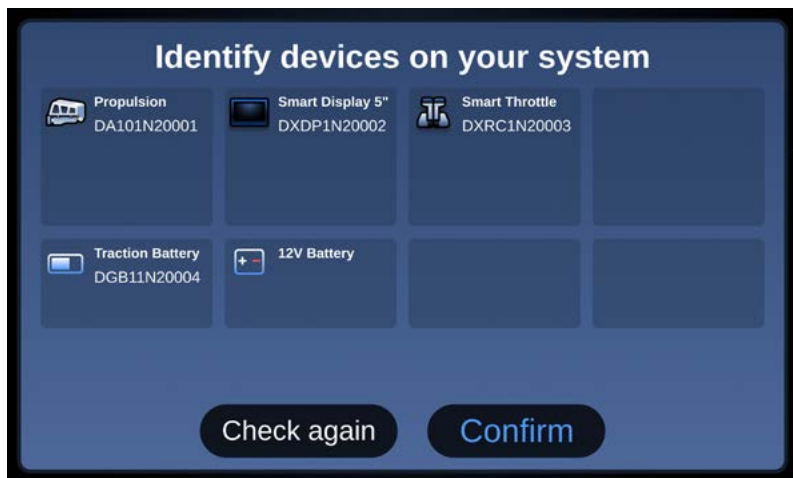 Identify devices on your system
Propulsion
DA101N20001
Smart Display 5"
DXDP1N20002
Smart Throttle
DXRC1N20003
Traction Battery
DGB11N20004
+ -
12V Battery
Check again
Confirm